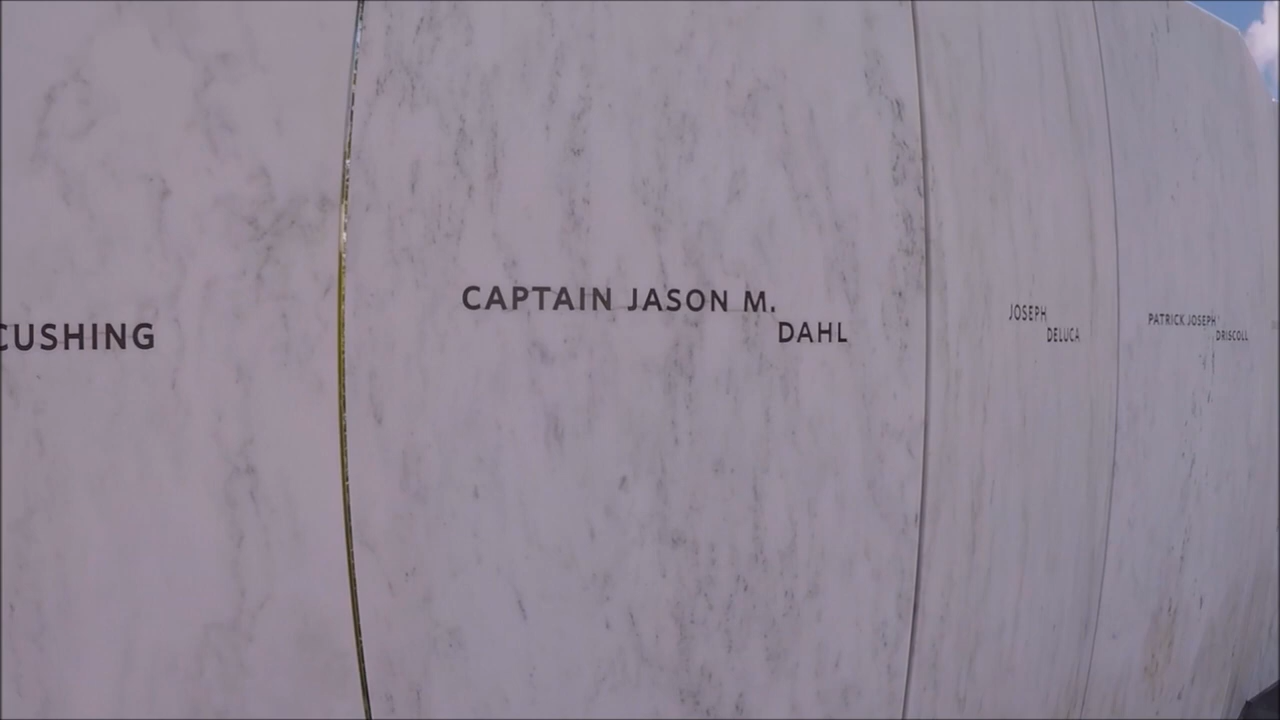 CUSHING
CAPTAIN JASON M.
DAHL
JOSEPH
DELUCA
PATRICK JOSEPH
DRISCOLL